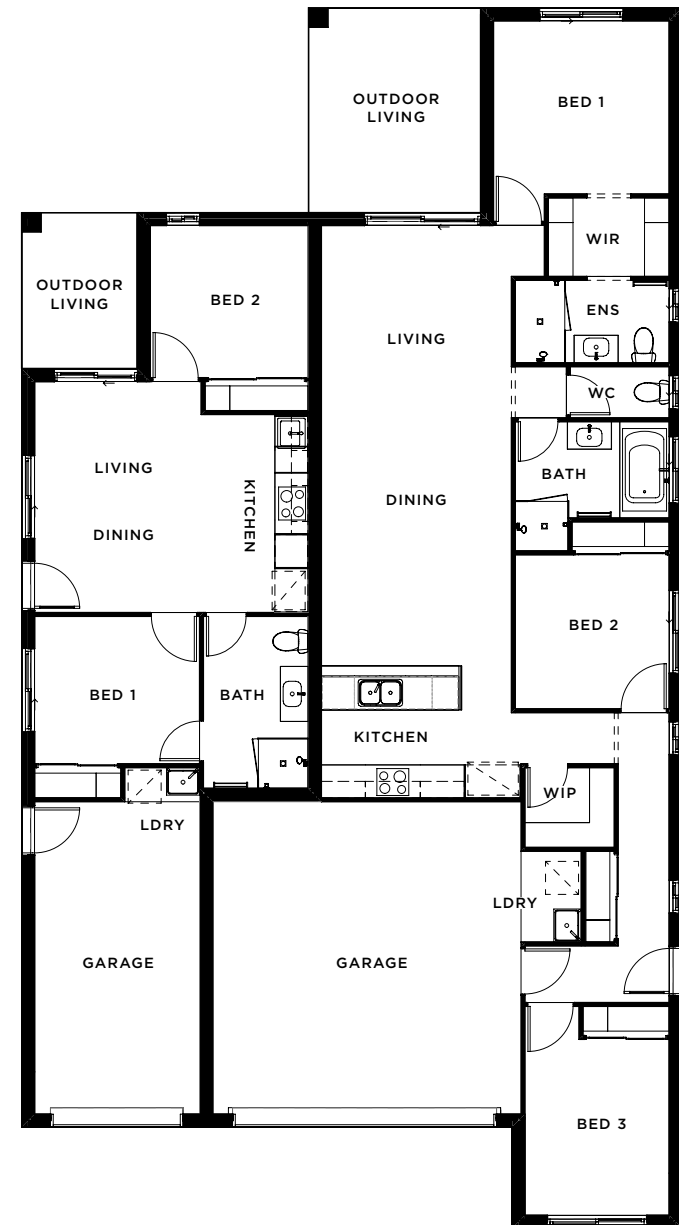 OUTDOOR
LIVING
BED 1
WIR
OUTDOOR
LIVING
BED 2
ENS
LIVING
WC
LIVING
BATH
DINING
KITCHEN
DINING
BED 2
BED 1
BATH
KITCHEN
WIP
LDRY
LDRY
GARAGE
GARAGE
BED 3